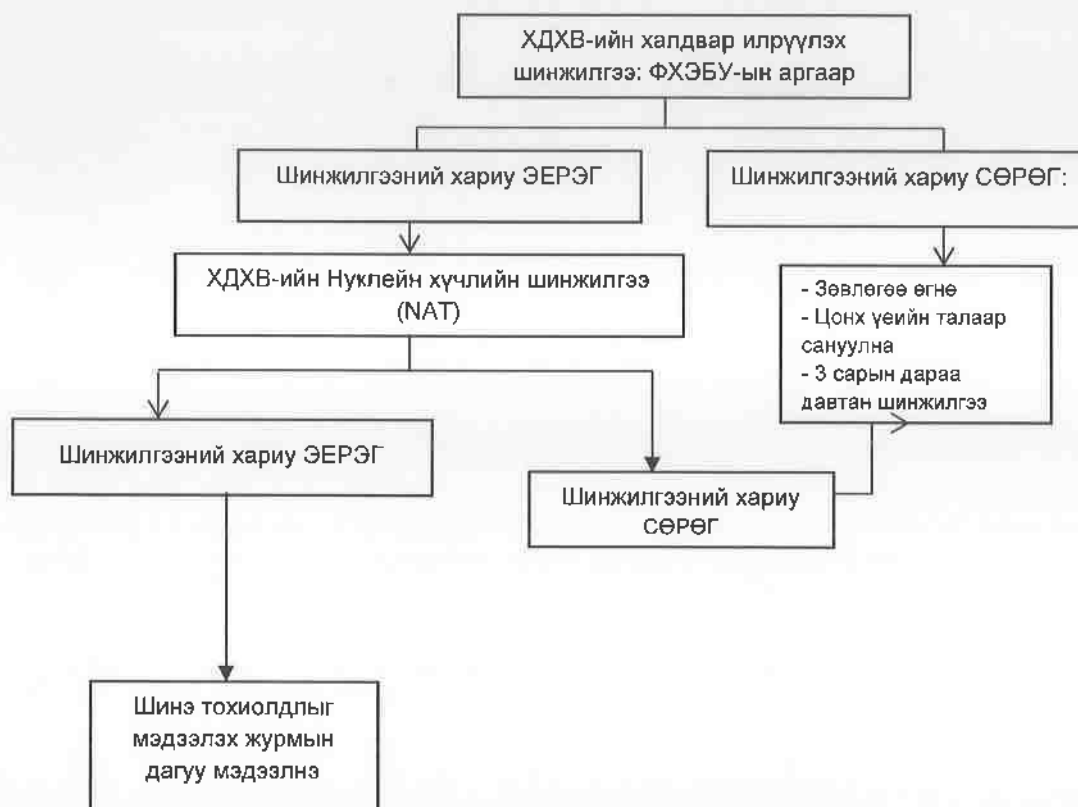 ХДХВ-ийн халдвар илрүүлэх
шинжилгээ: ФХЭБУ-ын аргаар
Шинжилгээний хариу ЭЕРЭГ
Шинжилгээний хариу СӨРӨГ:
ХДХВ-ийн Нуклейн хүчлийн шинжилгээ
(NAT)
- Зөвлөгөө өгнө
- Цонх үеийн талаар
сануулна
- 3 сарын дараа
давтан шинжилгээ
Шинжилгээний хариу ЭЕРЭГ
Шинжилгээний хариу
СӨРӨГ
Шинэ тохиолдлыг
мэдээлэх журмын
дагуу мэдээлнэ